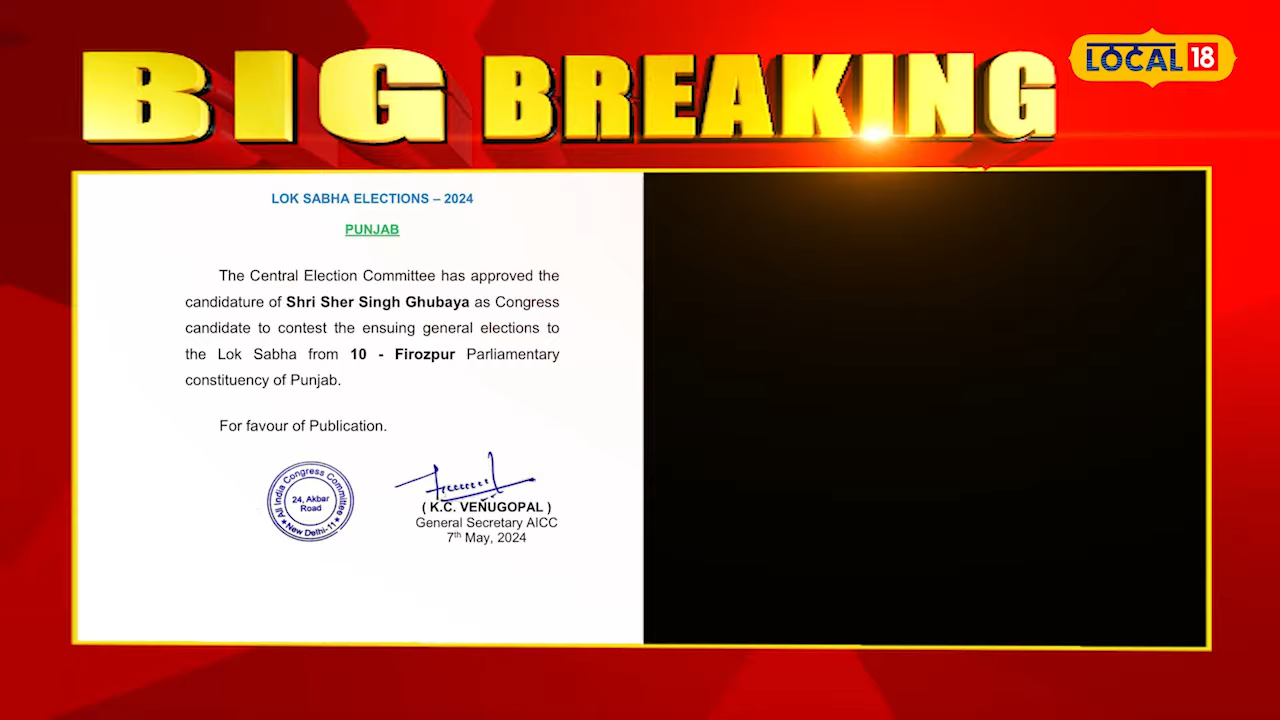 BIG BREAKING
LOCAL 18
LOK SABHA ELECTIONS – 2024
PUNJAB
The Central Election Committee has approved the
candidature of Shri Sher Singh Ghubaya as Congress
candidate to contest the ensuing general elections to
the Lok Sabha from 10 - Firozpur Parliamentary
constituency of Punjab.
For favour of Publication.
All India Congress Committee
24, Akbar
Road
New Delhi-11
( K.C. VENUGOPAL )
General Secretary AICC
7th May, 2024